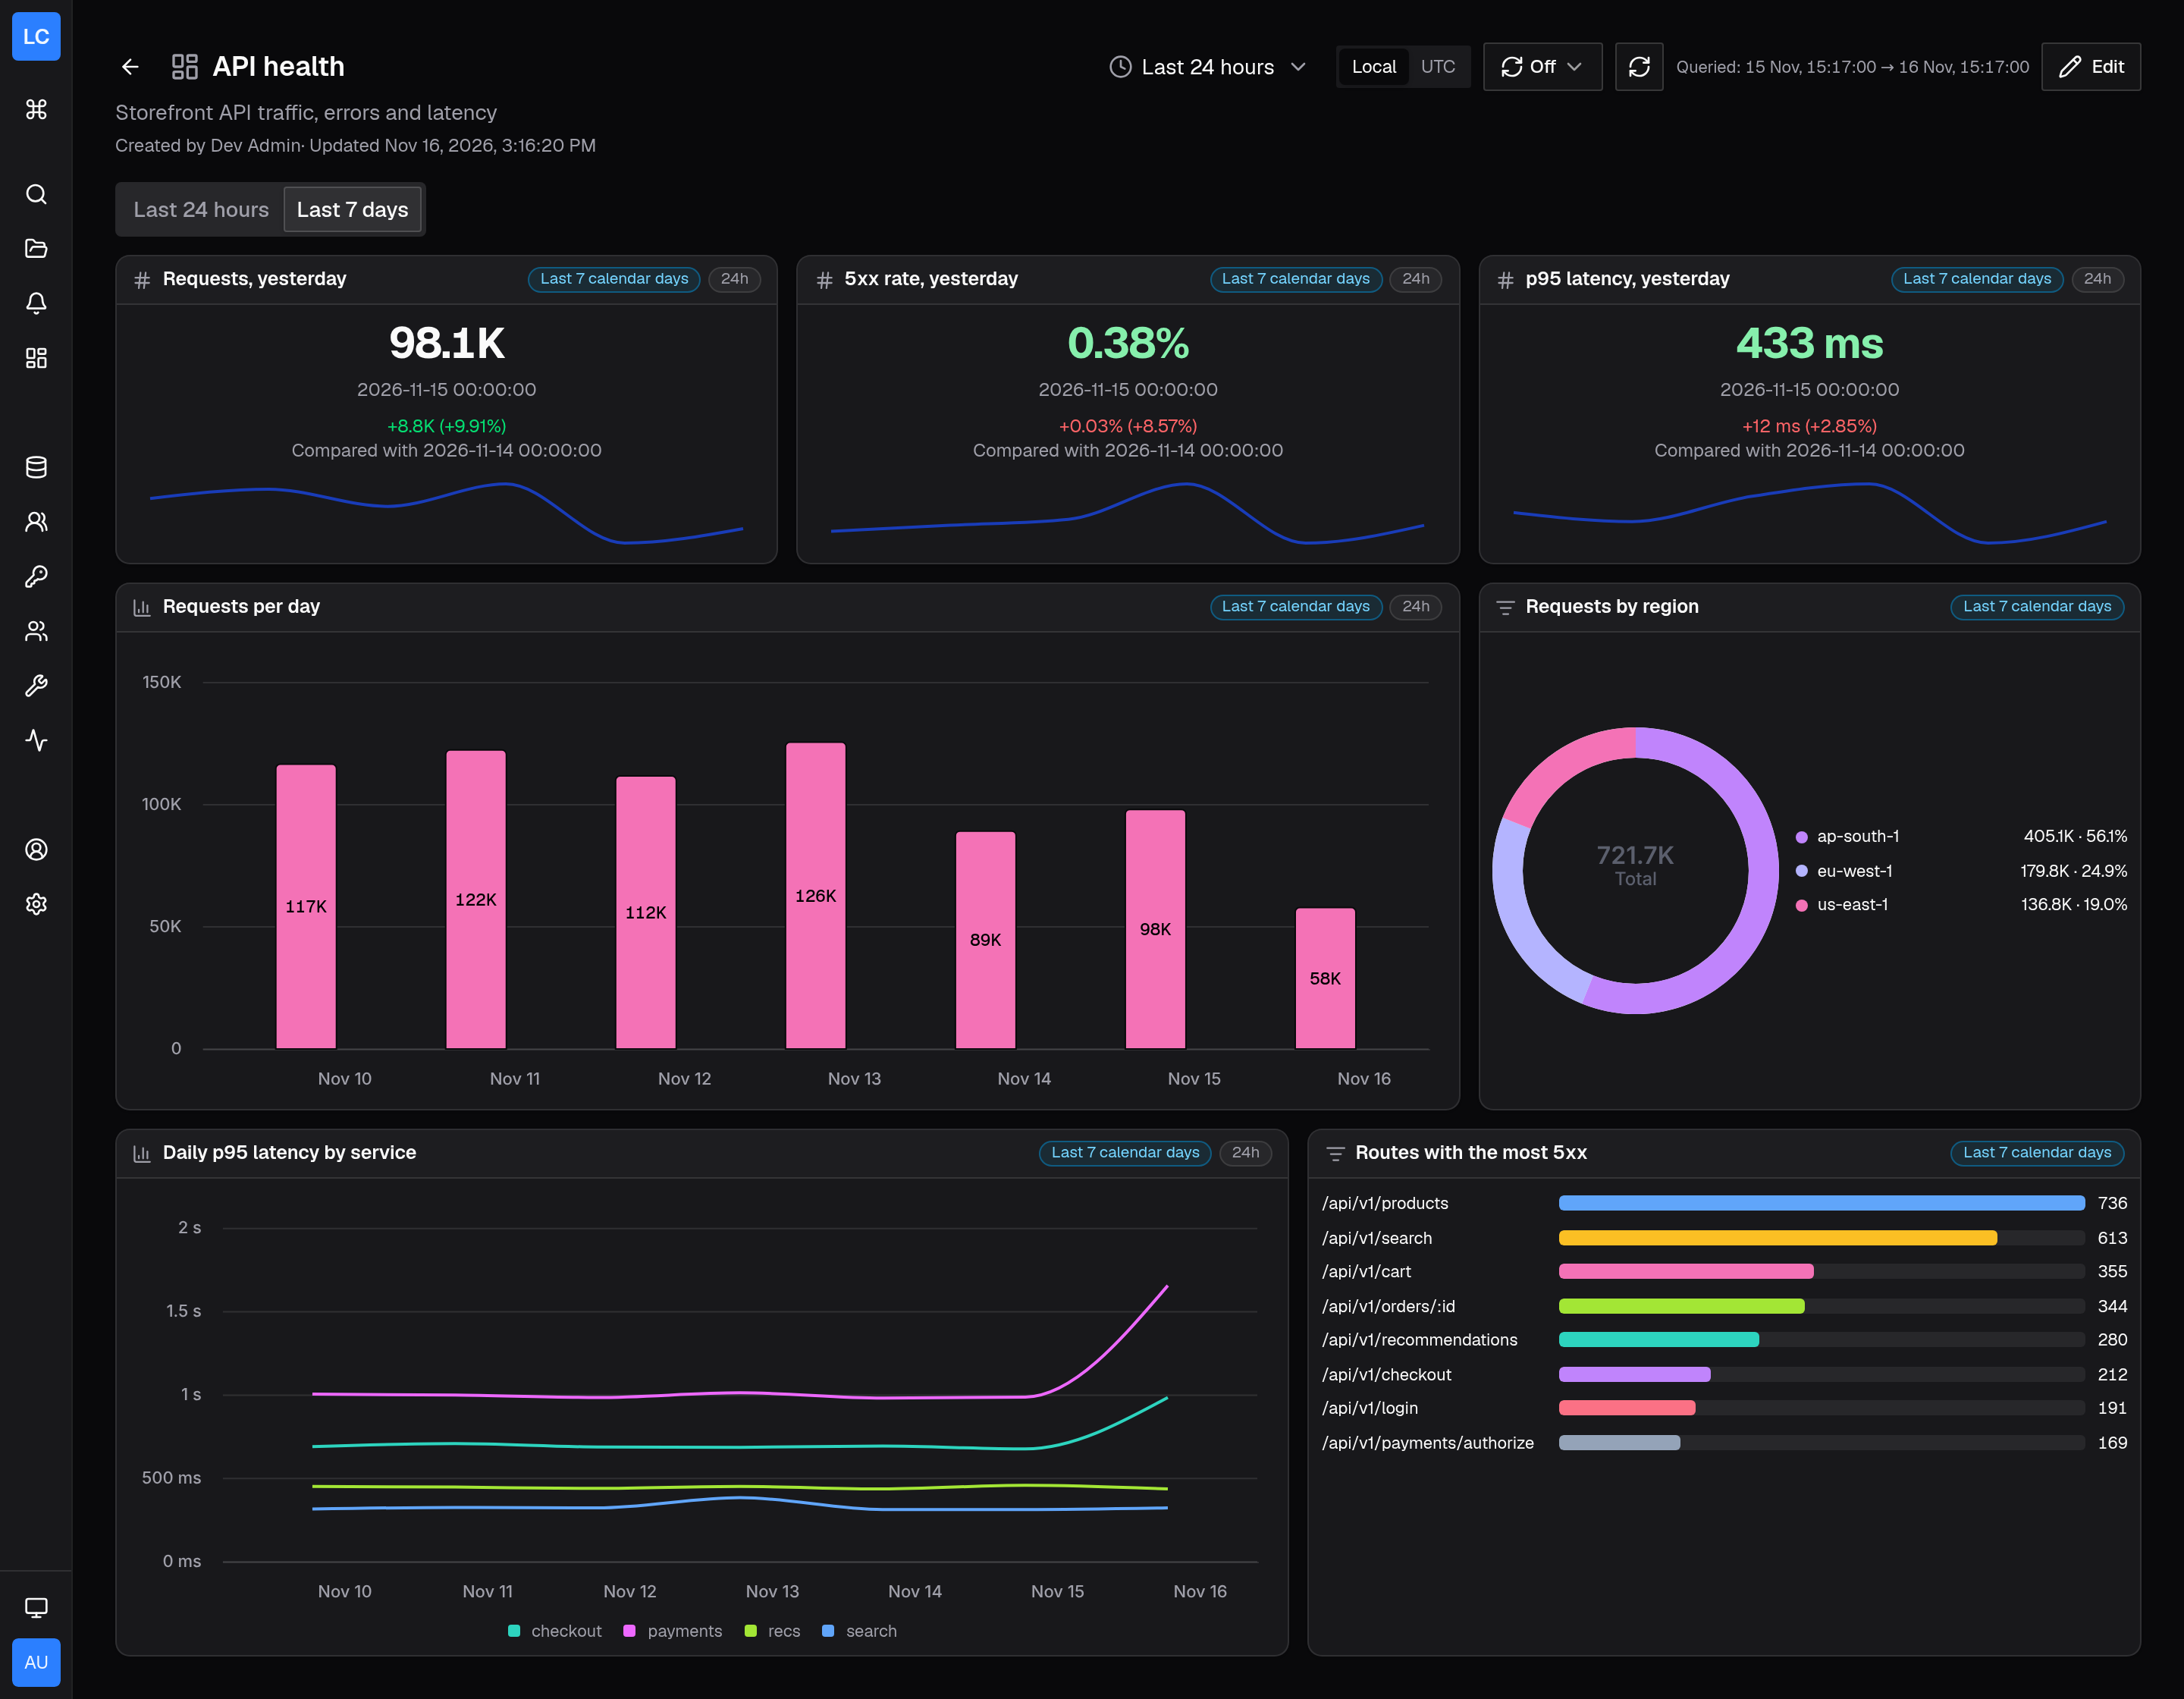 LC
API health
Last 24 hours
Local UTC
Off
Queried: 15 Nov, 15:17:00 → 16 Nov, 15:17:00
Edit
Storefront API traffic, errors and latency
Created by Dev Admin· Updated Nov 16, 2026, 3:16:20 PM
Last 24 hours Last 7 days
Requests, yesterday Last 7 calendar days 24h
98.1K
2026-11-15 00:00:00
+8.8K (+9.91%)
Compared with 2026-11-14 00:00:00
5xx rate, yesterday Last 7 calendar days 24h
0.38%
2026-11-15 00:00:00
+0.03% (+8.57%)
Compared with 2026-11-14 00:00:00
p95 latency, yesterday Last 7 calendar days 24h
433 ms
2026-11-15 00:00:00
+12 ms (+2.85%)
Compared with 2026-11-14 00:00:00
Requests per day Last 7 calendar days 24h
150K
100K
50K
0
117K 122K 112K 126K 89K 98K 58K
Nov 10 Nov 11 Nov 12 Nov 13 Nov 14 Nov 15 Nov 16
Requests by region Last 7 calendar days
721.7K
Total
ap-south-1 405.1K · 56.1%
eu-west-1 179.8K · 24.9%
us-east-1 136.8K · 19.0%
Daily p95 latency by service Last 7 calendar days 24h
2 s
1.5 s
1 s
500 ms
0 ms
Nov 10 Nov 11 Nov 12 Nov 13 Nov 14 Nov 15 Nov 16
checkout payments recs search
Routes with the most 5xx Last 7 calendar days
/api/v1/products 736
/api/v1/search 613
/api/v1/cart 355
/api/v1/orders/:id 344
/api/v1/recommendations 280
/api/v1/checkout 212
/api/v1/login 191
/api/v1/payments/authorize 169
AU